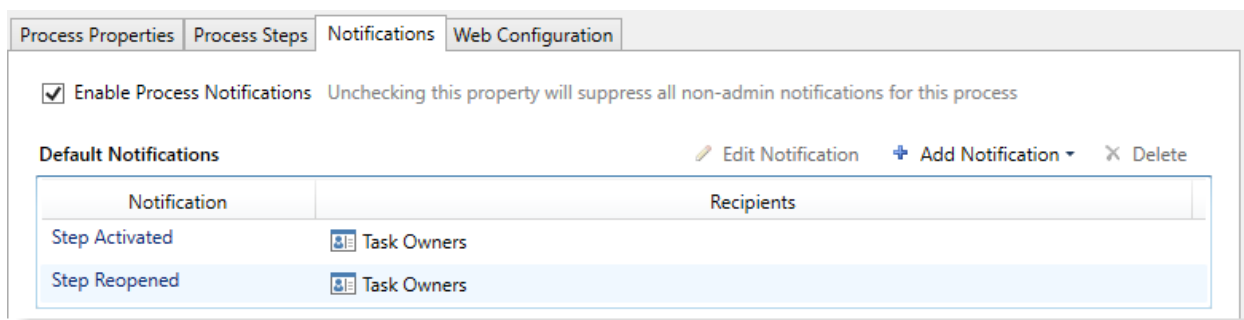 Process Properties Process Steps Notifications Web Configuration
Enable Process Notifications Unchecking this property will suppress all non-admin notifications for this process
Default Notifications Edit Notification Add Notification Delete
Notification Recipients
Step Activated Task Owners
Step Reopened Task Owners